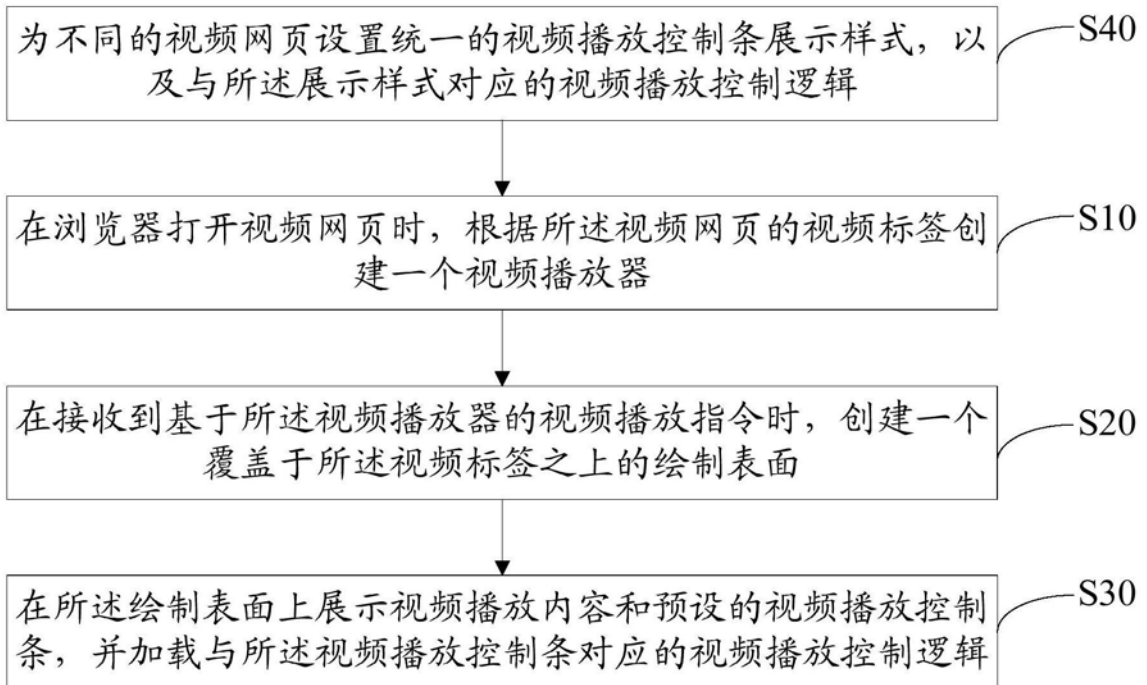 为不同的视频网页设置统一的视频播放控制条展示样式，以
及与所述展示样式对应的视频播放控制逻辑
S40
在浏览器打开视频网页时，根据所述视频网页的视频标签创
建一个视频播放器
S10
在接收到基于所述视频播放器的视频播放指令时，创建一个
覆盖于所述视频标签之上的绘制表面
S20
在所述绘制表面上展示视频播放内容和预设的视频播放控制
条，并加载与所述视频播放控制条对应的视频播放控制逻辑
S30